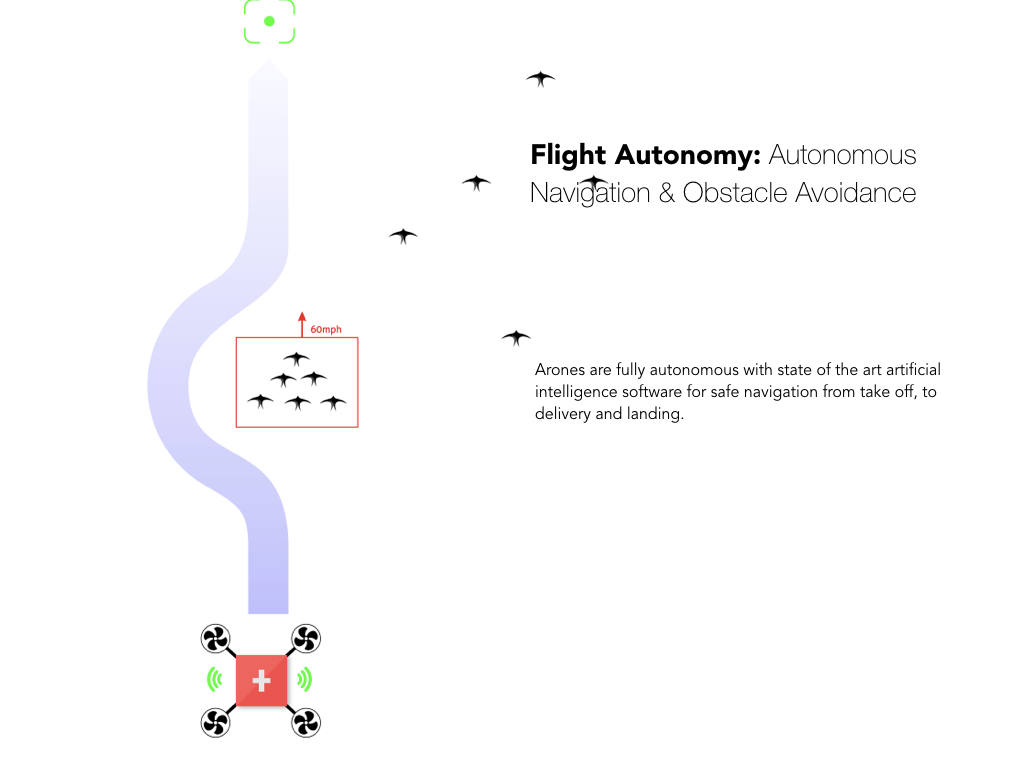 Flight Autonomy: Autonomous
Navigation & Obstacle Avoidance
60mph
Arones are fully autonomous with state of the art artificial
intelligence software for safe navigation from take off, to
delivery and landing.